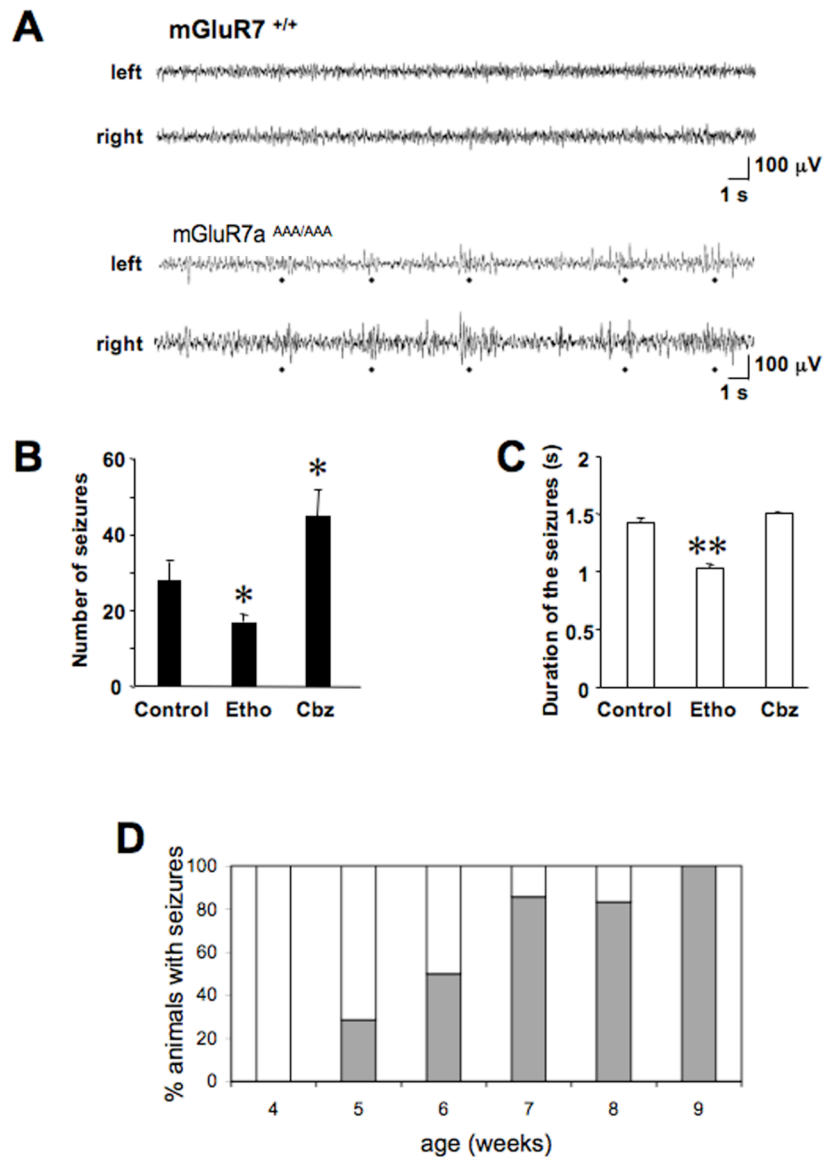 A
mGluR7 +/+
left
right
100 μV
1 s
mGluR7a AAA/AAA
left
right
100 μV
1 s
B
Number of seizures
60
40
20
0
*
*
Control Etho Cbz
C
Duration of the seizures (s)
2
1.5
1
0.5
0
**
Control Etho Cbz
D
% animals with seizures
100
80
60
40
20
0
4 5 6 7 8 9
age (weeks)